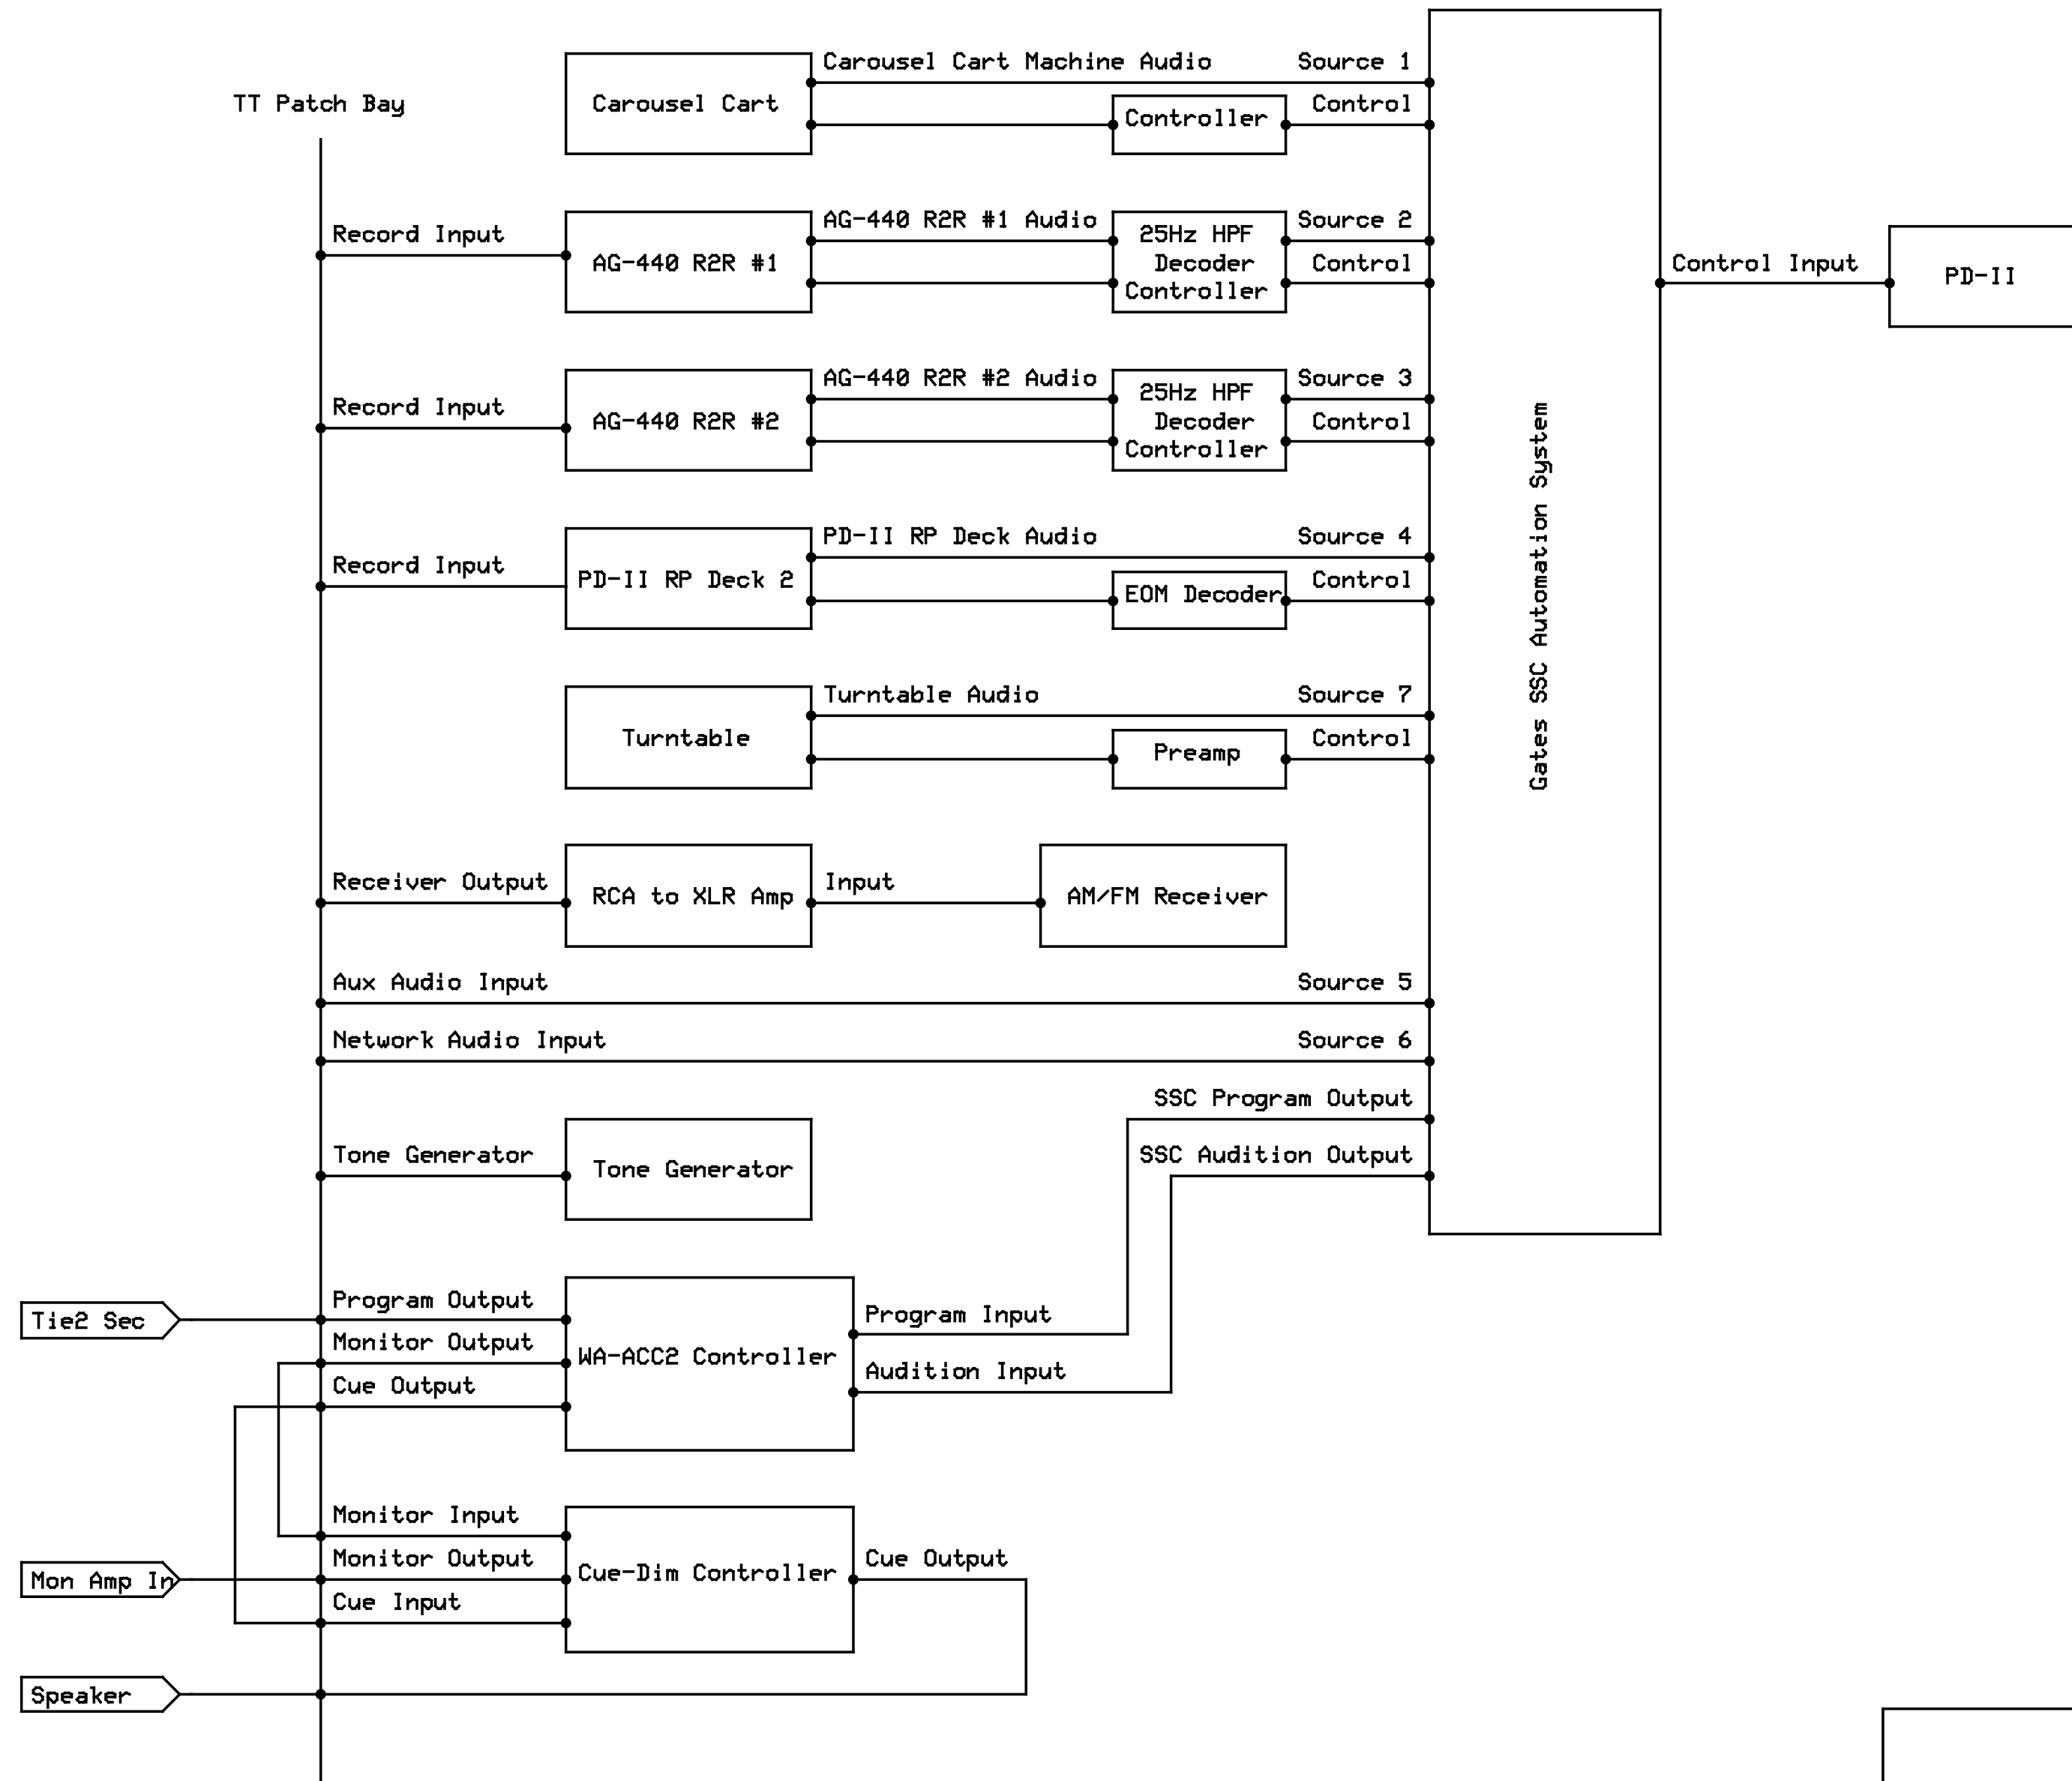 TT Patch Bay
Carousel Cart
Carousel Cart Machine Audio
Source 1
Controller
Control
Record Input
AG-440 R2R #1
AG-440 R2R #1 Audio
25Hz HPF
Decoder
Controller
Source 2
Control
Control Input
PD-II
Record Input
AG-440 R2R #2
AG-440 R2R #2 Audio
25Hz HPF
Decoder
Controller
Source 3
Control
Gates SSC Automation System
Record Input
PD-II RP Deck 2
PD-II RP Deck Audio
Source 4
EOM Decoder
Control
Turntable
Turntable Audio
Source 7
Preamp
Control
Receiver Output
RCA to XLR Amp
Input
AM/FM Receiver
Aux Audio Input
Source 5
Network Audio Input
Source 6
SSC Program Output
SSC Audition Output
Tone Generator
Tone Generator
Tie2 Sec
Program Output
Monitor Output
Cue Output
WA-ACC2 Controller
Program Input
Audition Input
Monitor Input
Mon Amp In
Monitor Output
Cue Input
Cue-Dim Controller
Cue Output
Speaker